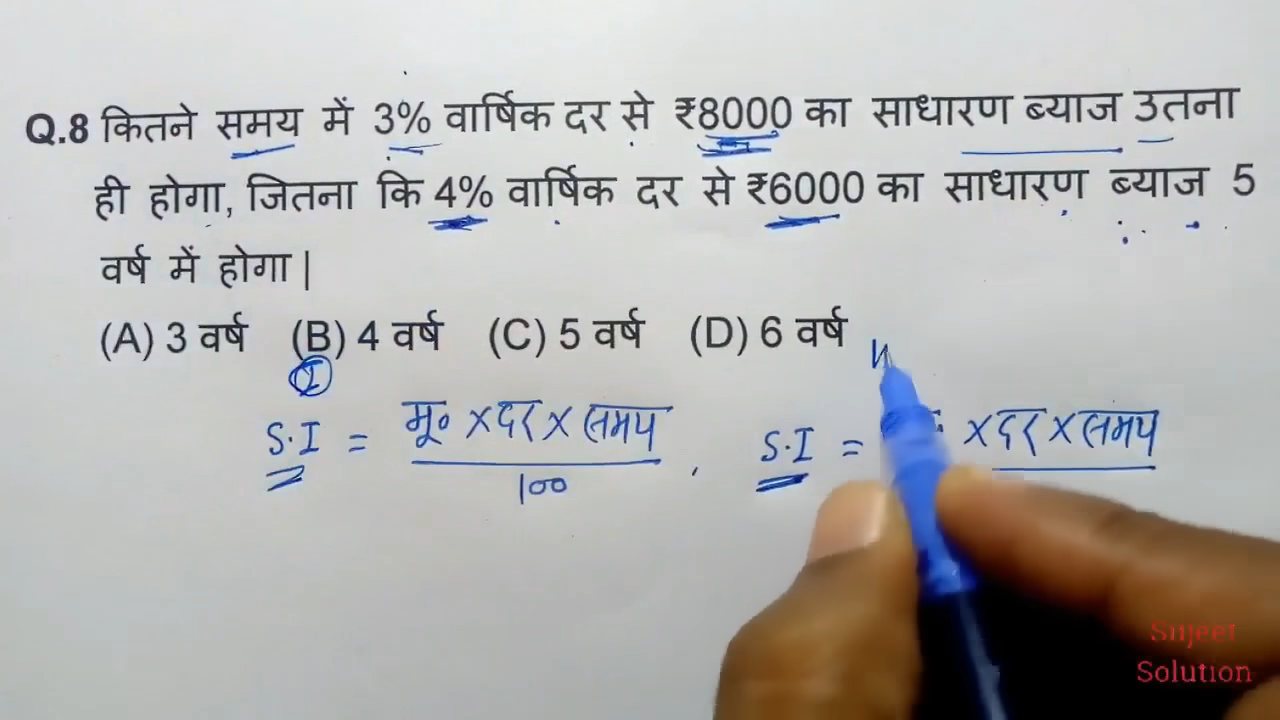 Q.8 कितने समय में 3% वार्षिक दर से ₹8000 का साधारण ब्याज उतना
ही होगा, जितना कि 4% वार्षिक दर से ₹6000 का साधारण ब्याज 5
वर्ष में होगा|
(A) 3 वर्ष (B) 4 वर्ष (C) 5 वर्ष (D) 6 वर्ष
I
S.I = मू॰ × दर × समय / 100 , S.I = × दर × समय
Sujeet
Solution